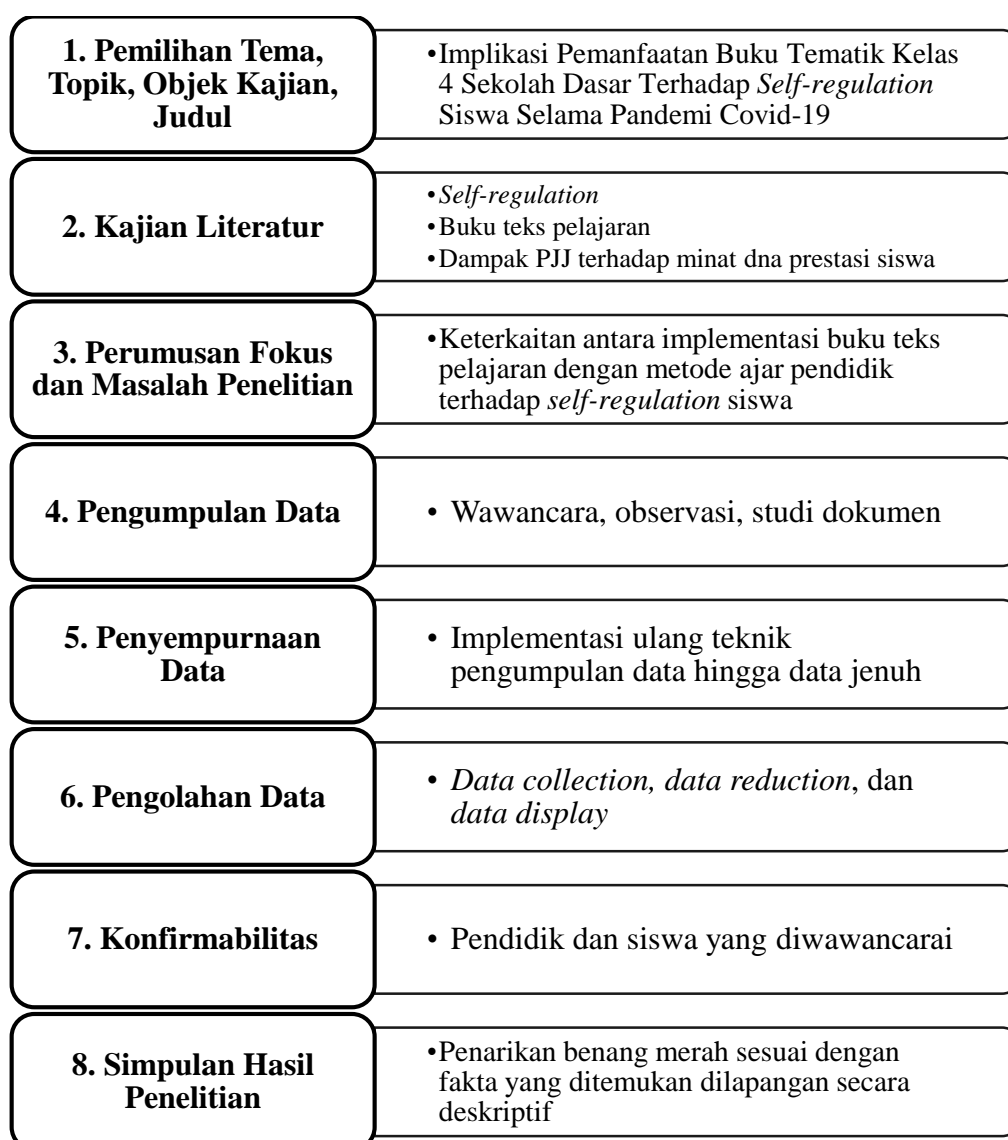 1. Pemilihan Tema,
Topik, Objek Kajian,
Judul
•Implikasi Pemanfaatan Buku Tematik Kelas
4 Sekolah Dasar Terhadap Self-regulation
Siswa Selama Pandemi Covid-19
2. Kajian Literatur
•Self-regulation
•Buku teks pelajaran
•Dampak PJJ terhadap minat dna prestasi siswa
3. Perumusan Fokus
dan Masalah Penelitian
•Keterkaitan antara implementasi buku teks
pelajaran dengan metode ajar pendidik
terhadap self-regulation siswa
4. Pengumpulan Data
• Wawancara, observasi, studi dokumen
5. Penyempurnaan
Data
• Implementasi ulang teknik
pengumpulan data hingga data jenuh
6. Pengolahan Data
• Data collection, data reduction, dan
data display
7. Konfirmabilitas
• Pendidik dan siswa yang diwawancarai
8. Simpulan Hasil
Penelitian
•Penarikan benang merah sesuai dengan
fakta yang ditemukan dilapangan secara
deskriptif